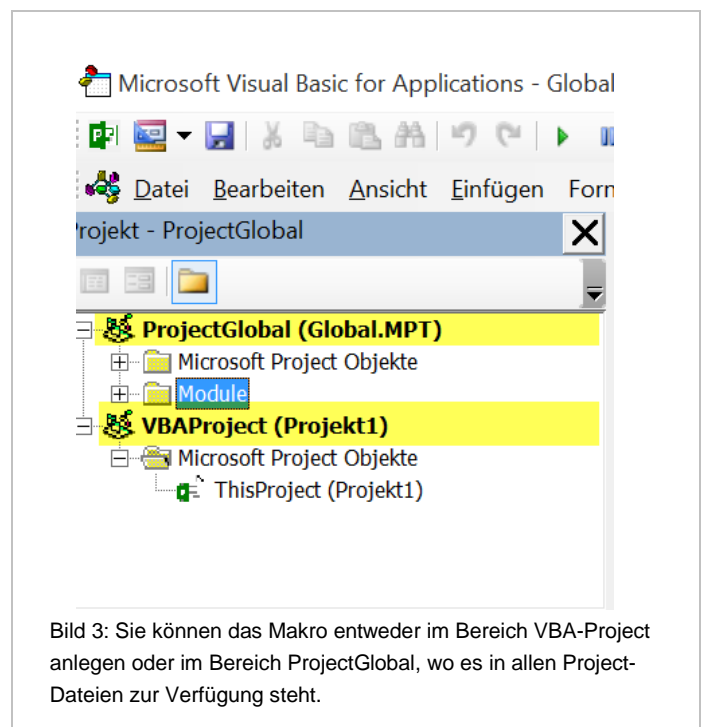 Microsoft Visual Basic for Applications - Global
Datei Bearbeiten Ansicht Einfügen Form
Projekt - ProjectGlobal
ProjectGlobal (Global.MPT)
Microsoft Project Objekte
Module
VBAProject (Projekt1)
Microsoft Project Objekte
ThisProject (Projekt1)
Bild 3: Sie können das Makro entweder im Bereich VBA-Project
anlegen oder im Bereich ProjectGlobal, wo es in allen Project-
Dateien zur Verfügung steht.